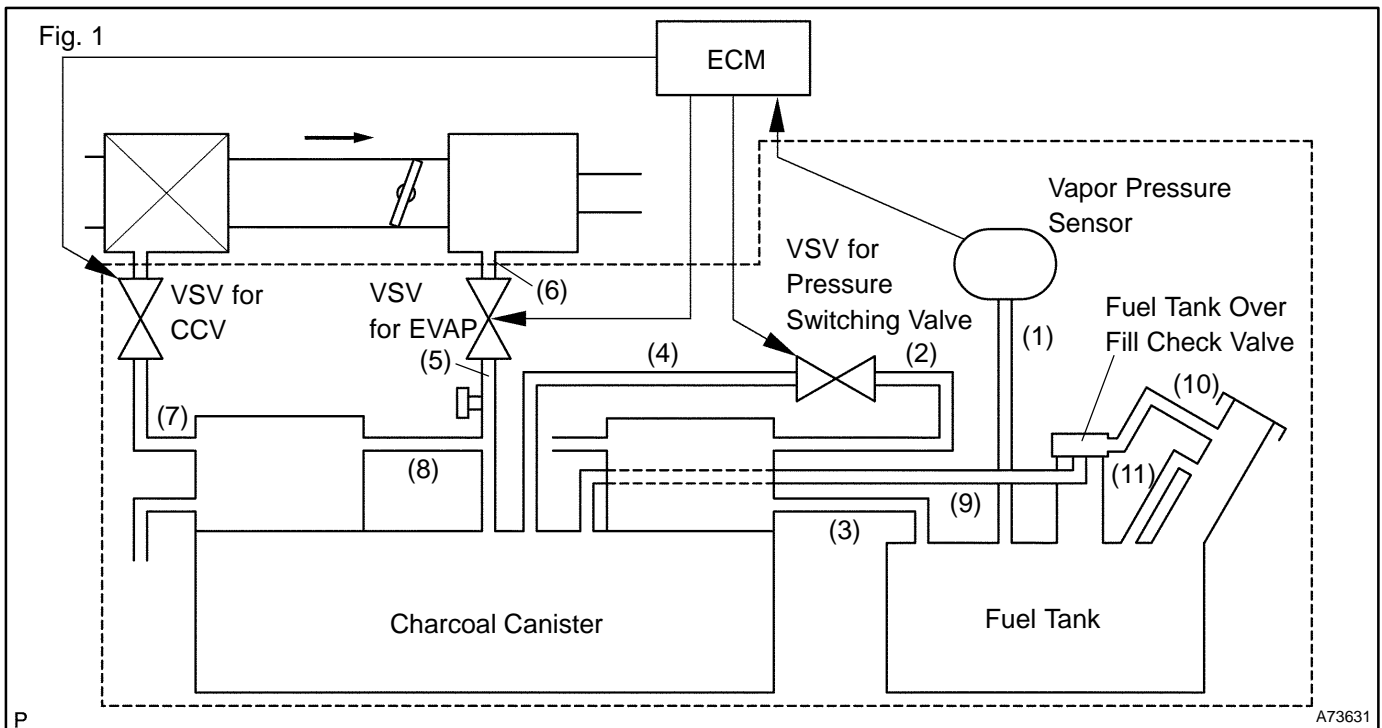 Fig. 1
ECM
Vapor Pressure
Sensor
VSV for
CCV
VSV
for EVAP
(6)
VSV for
Pressure
Switching Valve
Fuel Tank Over
Fill Check Valve
(1)
(2)
(4)
(5)
(10)
(7)
(8)
(11)
(9)
(3)
Charcoal Canister
Fuel Tank
P
A73631